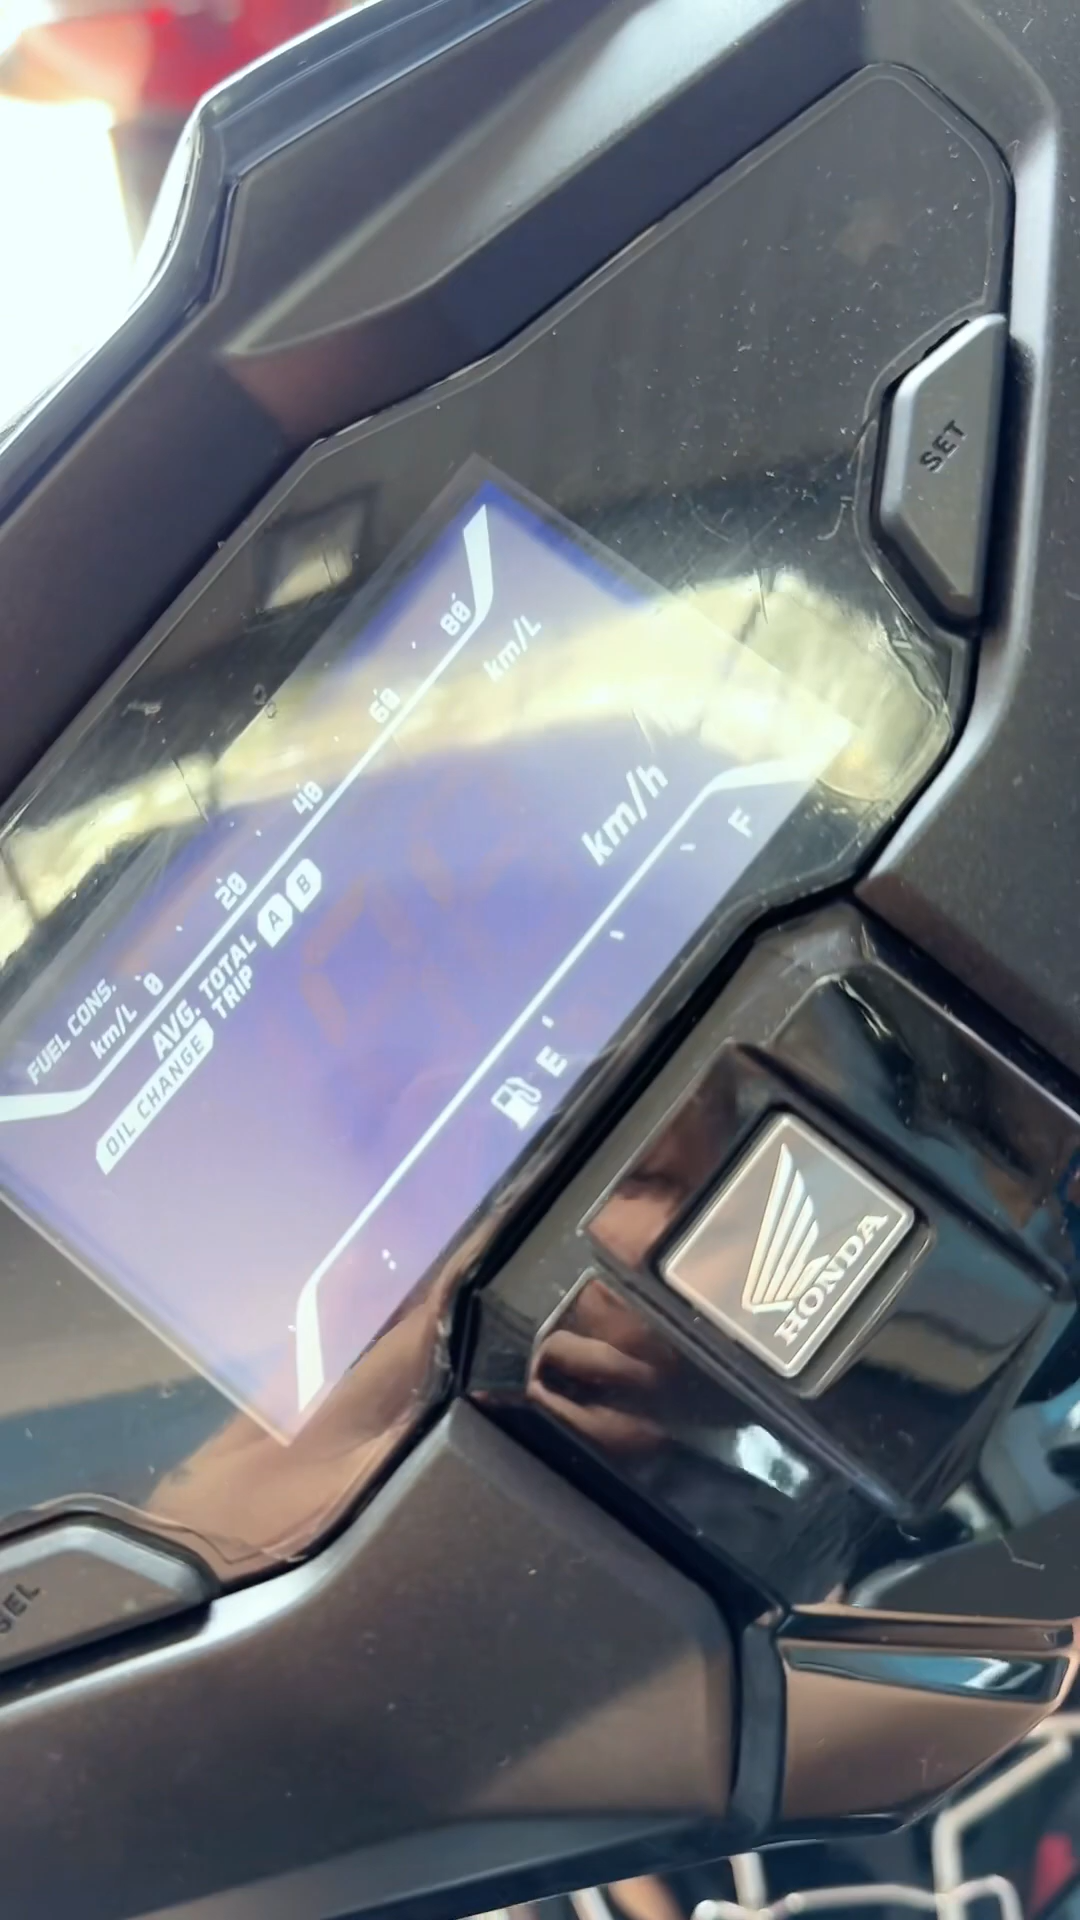 SET
80
km/L
60
40
km/h
20
A B
F
FUEL CONS.
km/L
0
AVG. TOTAL
TRIP
OIL CHANGE
E
HONDA
SEL